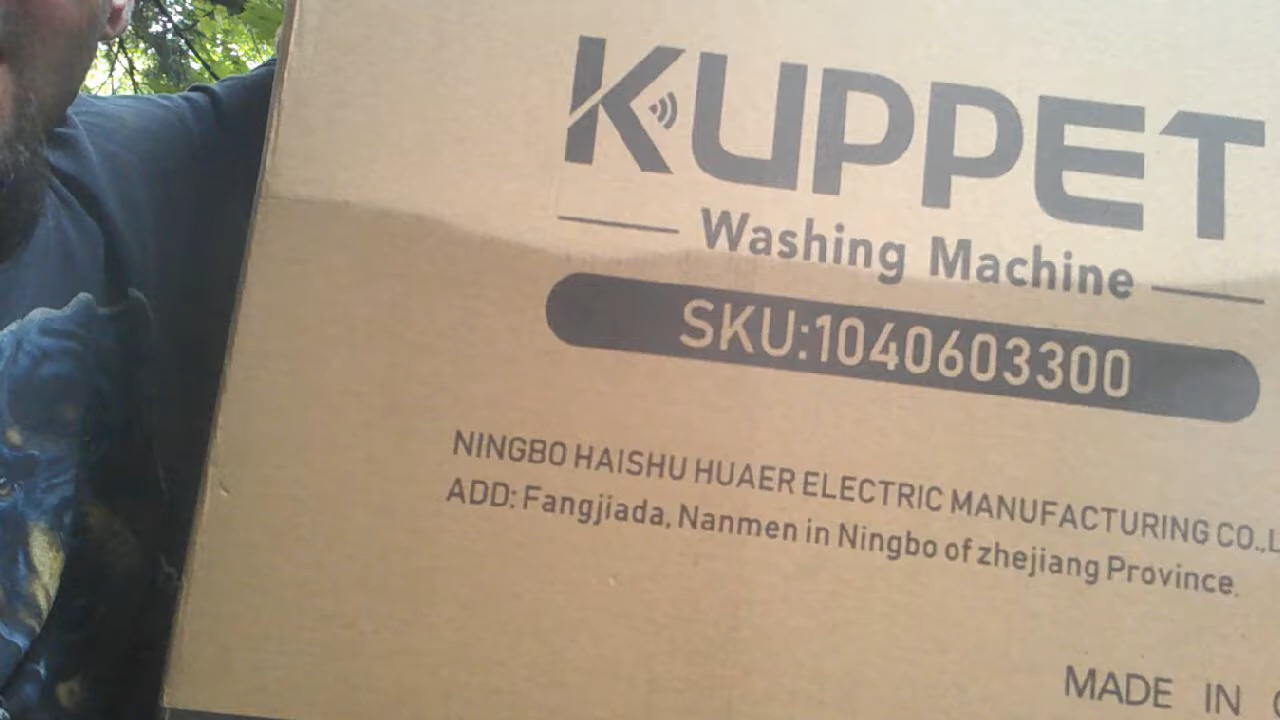 KUPPET
Washing Machine
SKU:1040603300
NINGBO HAISHU HUAER ELECTRIC MANUFACTURING CO.,L
ADD: Fangjiada, Nanmen in Ningbo of zhejiang Province.
MADE IN